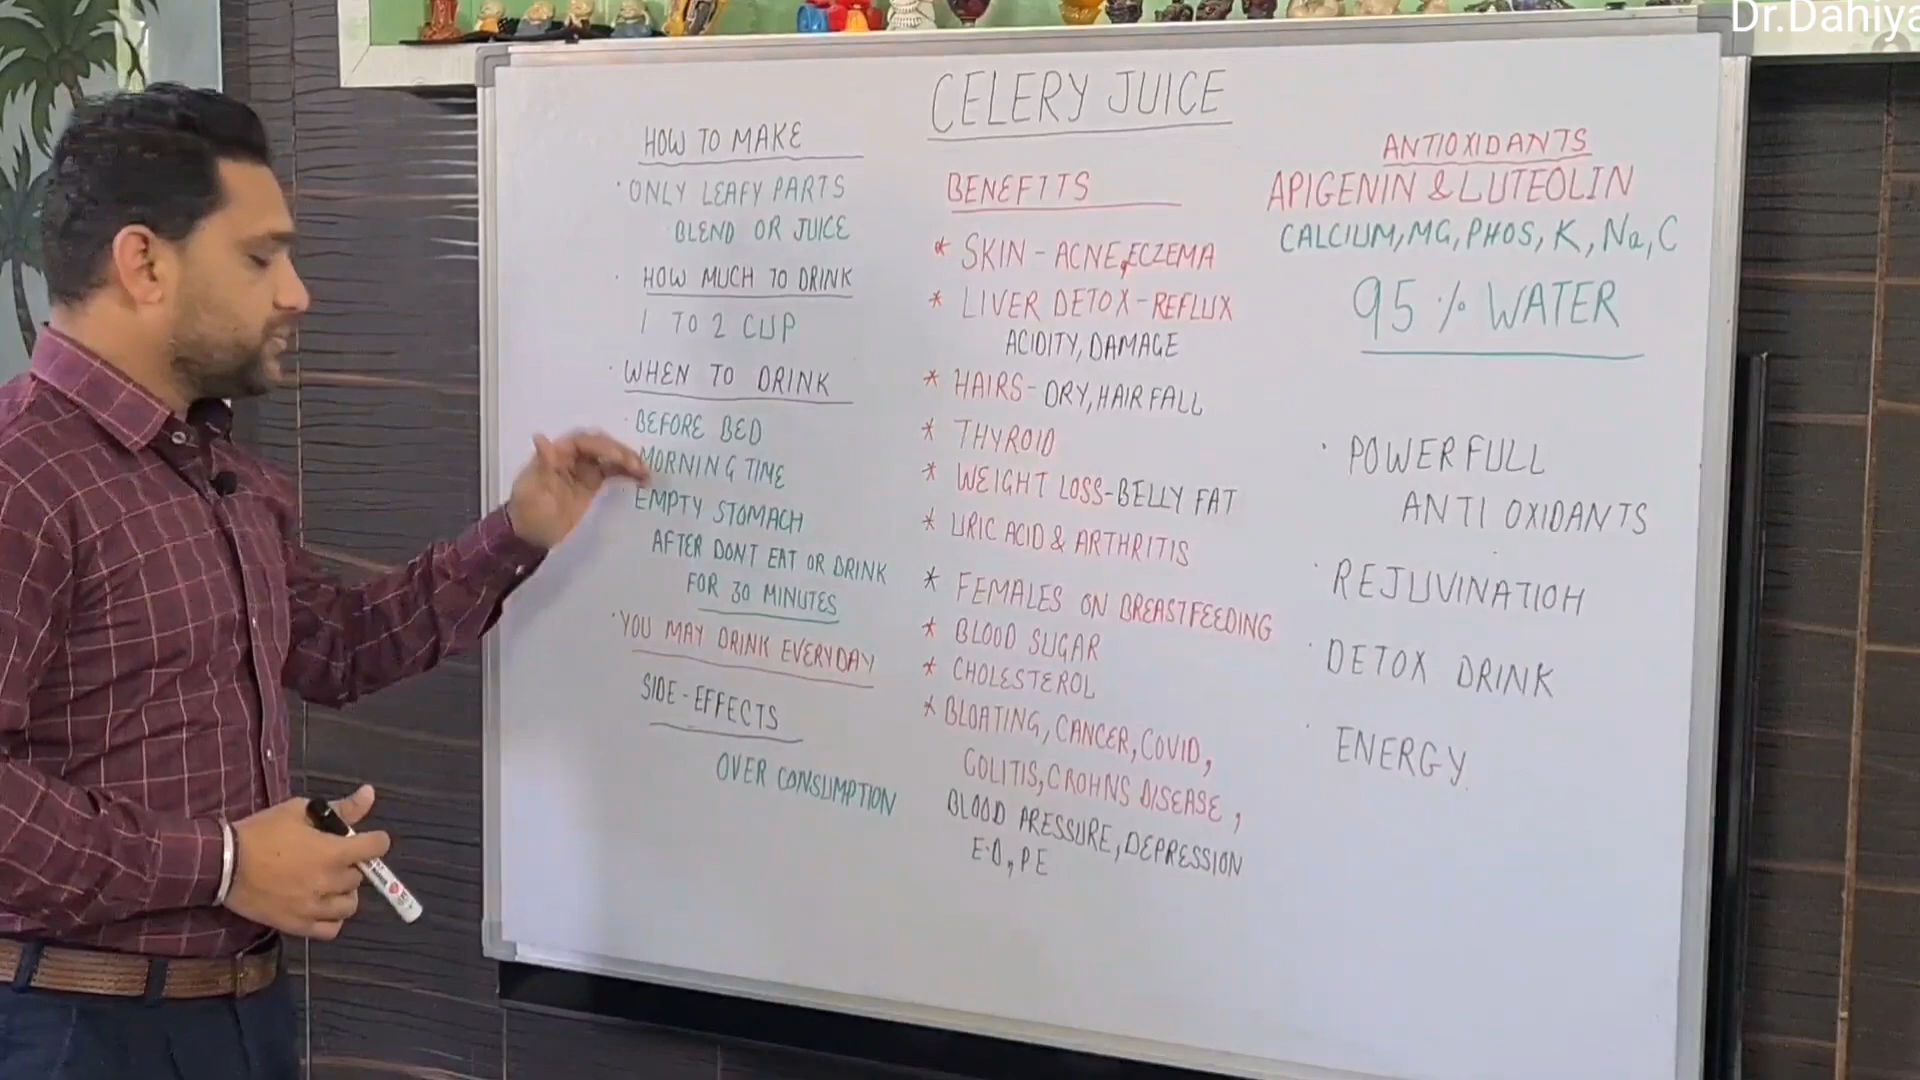 Dr.Dahiya
CELERY JUICE
HOW TO MAKE
· ONLY LEAFY PARTS
BLEND OR JUICE
· HOW MUCH TO DRINK
1 TO 2 CUP
· WHEN TO DRINK
· BEFORE BED
MORNING TIME
· EMPTY STOMACH
AFTER DONT EAT OR DRINK
FOR 30 MINUTES
· YOU MAY DRINK EVERYDAY
SIDE-EFFECTS
OVER CONSUMPTION
BENEFITS
* SKIN - ACNE, ECZEMA
* LIVER DETOX - REFLUX
ACIDITY, DAMAGE
* HAIRS - DRY, HAIR FALL
* THYROID
* WEIGHT LOSS - BELLY FAT
* URIC ACID & ARTHRITIS
* FEMALES ON BREASTFEEDING
* BLOOD SUGAR
* CHOLESTEROL
* BLOATING, CANCER, COVID,
COLITIS, CROHNS DISEASE,
BLOOD PRESSURE, DEPRESSION
E·D, PE
ANTIOXIDANTS
APIGENIN & LUTEOLIN
CALCIUM, MG, PHOS, K, Na, C
95% WATER
· POWERFULL
ANTI OXIDANTS
· REJUVINATIOH
· DETOX DRINK
· ENERGY.